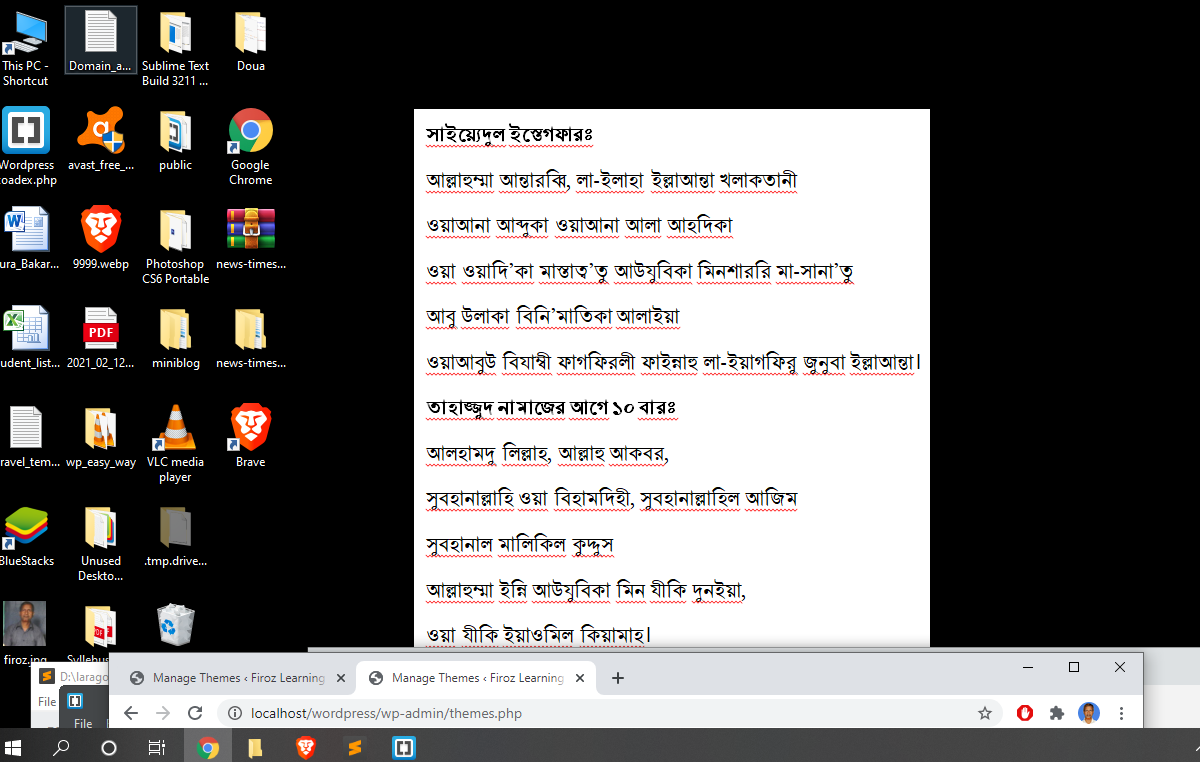 This PC -
Shortcut
Domain_a...
Sublime Text
Build 3211 ...
Doua
Wordpress
oadex.php
avast_free_...
public
Google
Chrome
ura_Bakar...
9999.webp
Photoshop
CS6 Portable
news-times...
udent_list...
PDF
2021_02_12...
miniblog
news-times...
ravel_tem...
wp_easy_way
VLC media
player
Brave
BlueStacks
Unused
Deskto...
.tmp.drive...
firoz.jpg
Syllebus
সাইয়্যেদুল ইস্তেগফারঃ
আল্লাহুম্মা আন্তারব্বি, লা-ইলাহা ইল্লাআন্তা খলাকতানী
ওয়াআনা আব্দুকা ওয়াআনা আলা আহদিকা
ওয়া ওয়াদি’কা মাস্তাত্ব’তু আউযুবিকা মিনশাররি মা-সানা’তু
আবু উলাকা বিনি’মাতিকা আলাইয়া
ওয়াআবুউ বিযাম্বী ফাগফিরলী ফাইন্নাহু লা-ইয়াগফিরু জুনুবা ইল্লাআন্তা।
তাহাজ্জুদ নামাজের আগে ১০ বারঃ
আলহামদু লিল্লাহ, আল্লাহু আকবর,
সুবহানাল্লাহি ওয়া বিহামদিহী, সুবহানাল্লাহিল আজিম
সুবহানাল মালিকিল কুদ্দুস
আল্লাহুম্মা ইন্নি আউযুবিকা মিন যীকি দুনইয়া,
ওয়া যীকি ইয়াওমিল কিয়ামাহ।
D:\larago
File
File
Manage Themes ‹ Firoz Learning
Manage Themes ‹ Firoz Learning
localhost/wordpress/wp-admin/themes.php